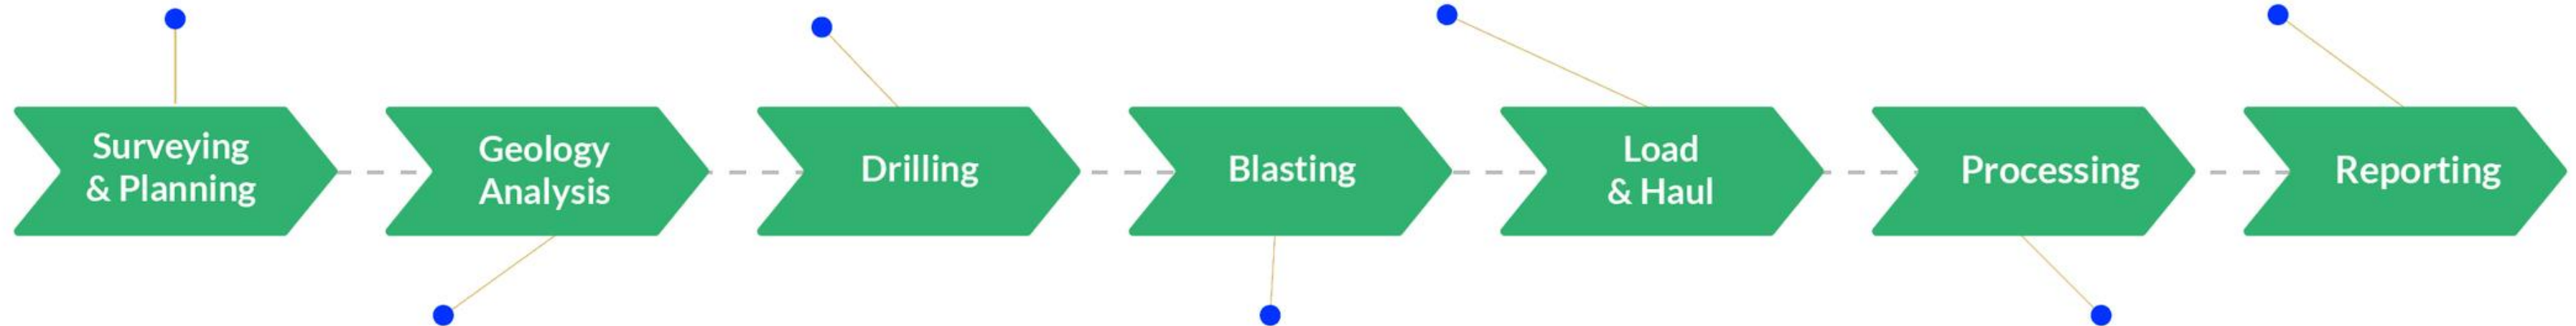 Surveying
& Planning
Geology
Analysis
Drilling
Blasting
Load
& Haul
Processing
Reporting